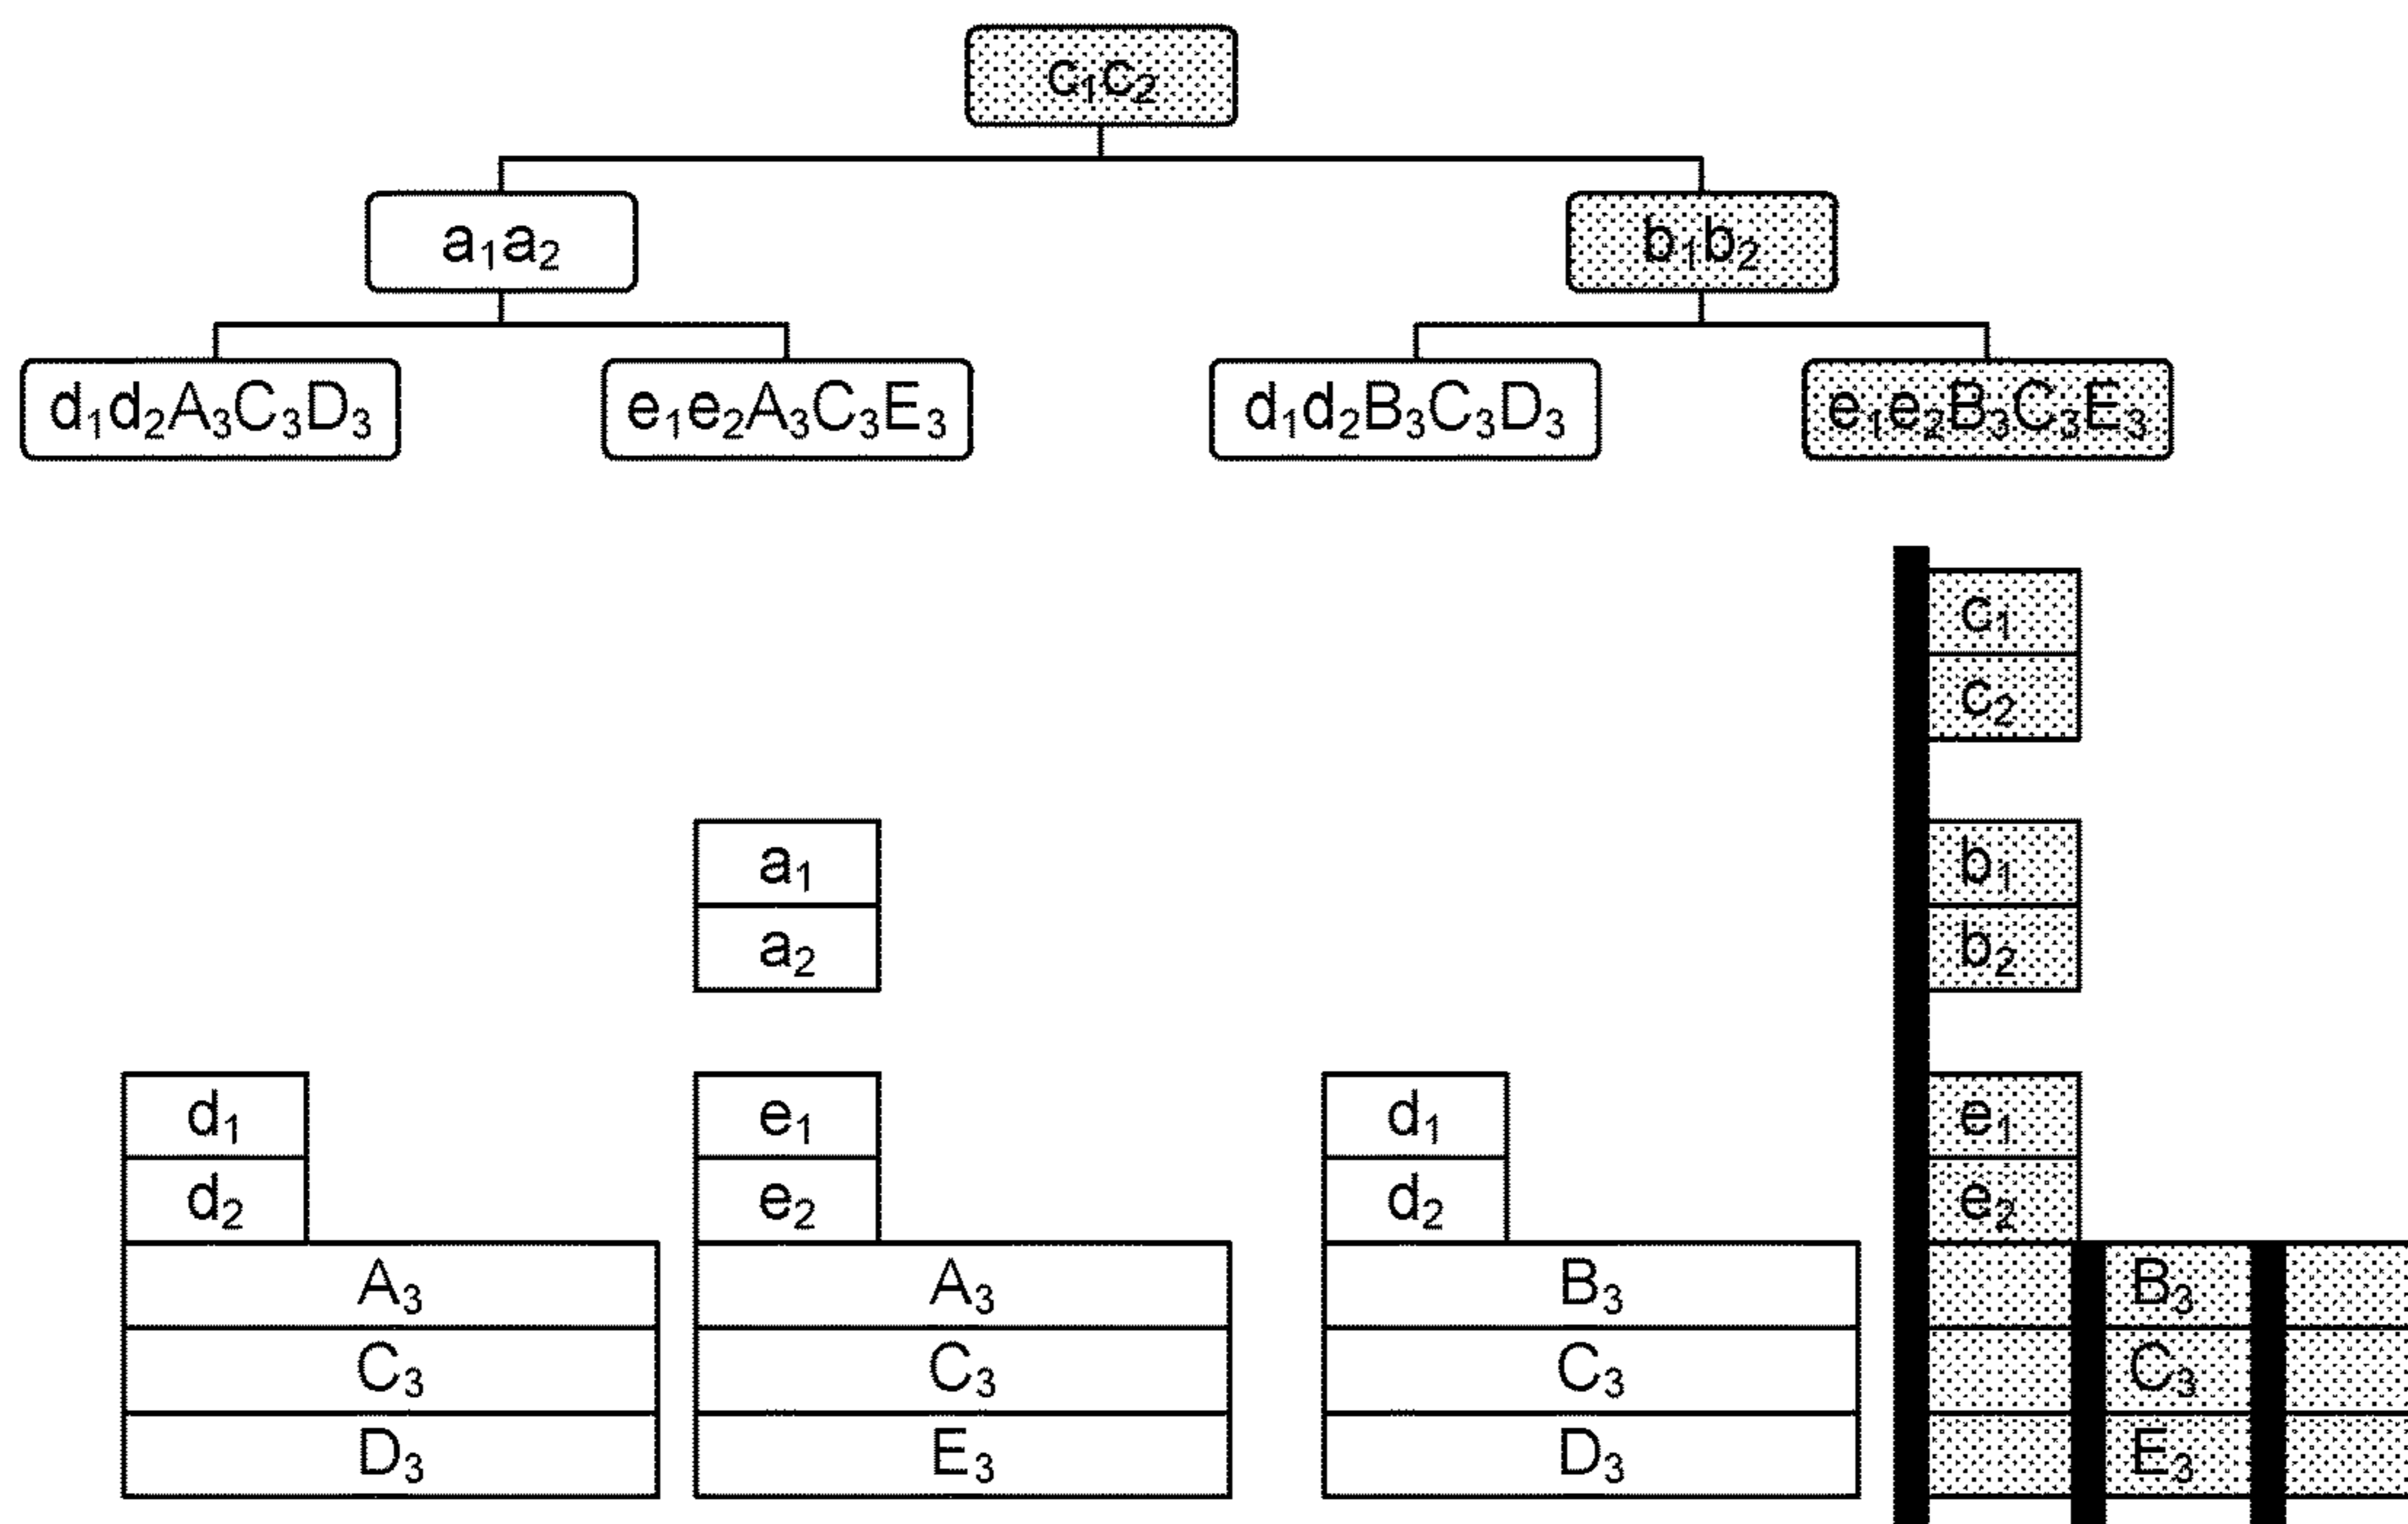 c₁c₂
a₁a₂ b₁b₂
d₁d₂A₃C₃D₃ e₁e₂A₃C₃E₃ d₁d₂B₃C₃D₃ e₁e₂B₃C₃E₃
c₁
c₂
a₁ b₁
a₂ b₂
d₁ e₁ d₁ e₁
d₂ e₂ d₂ e₂
A₃ A₃ B₃ B₃
C₃ C₃ C₃ C₃
D₃ E₃ D₃ E₃